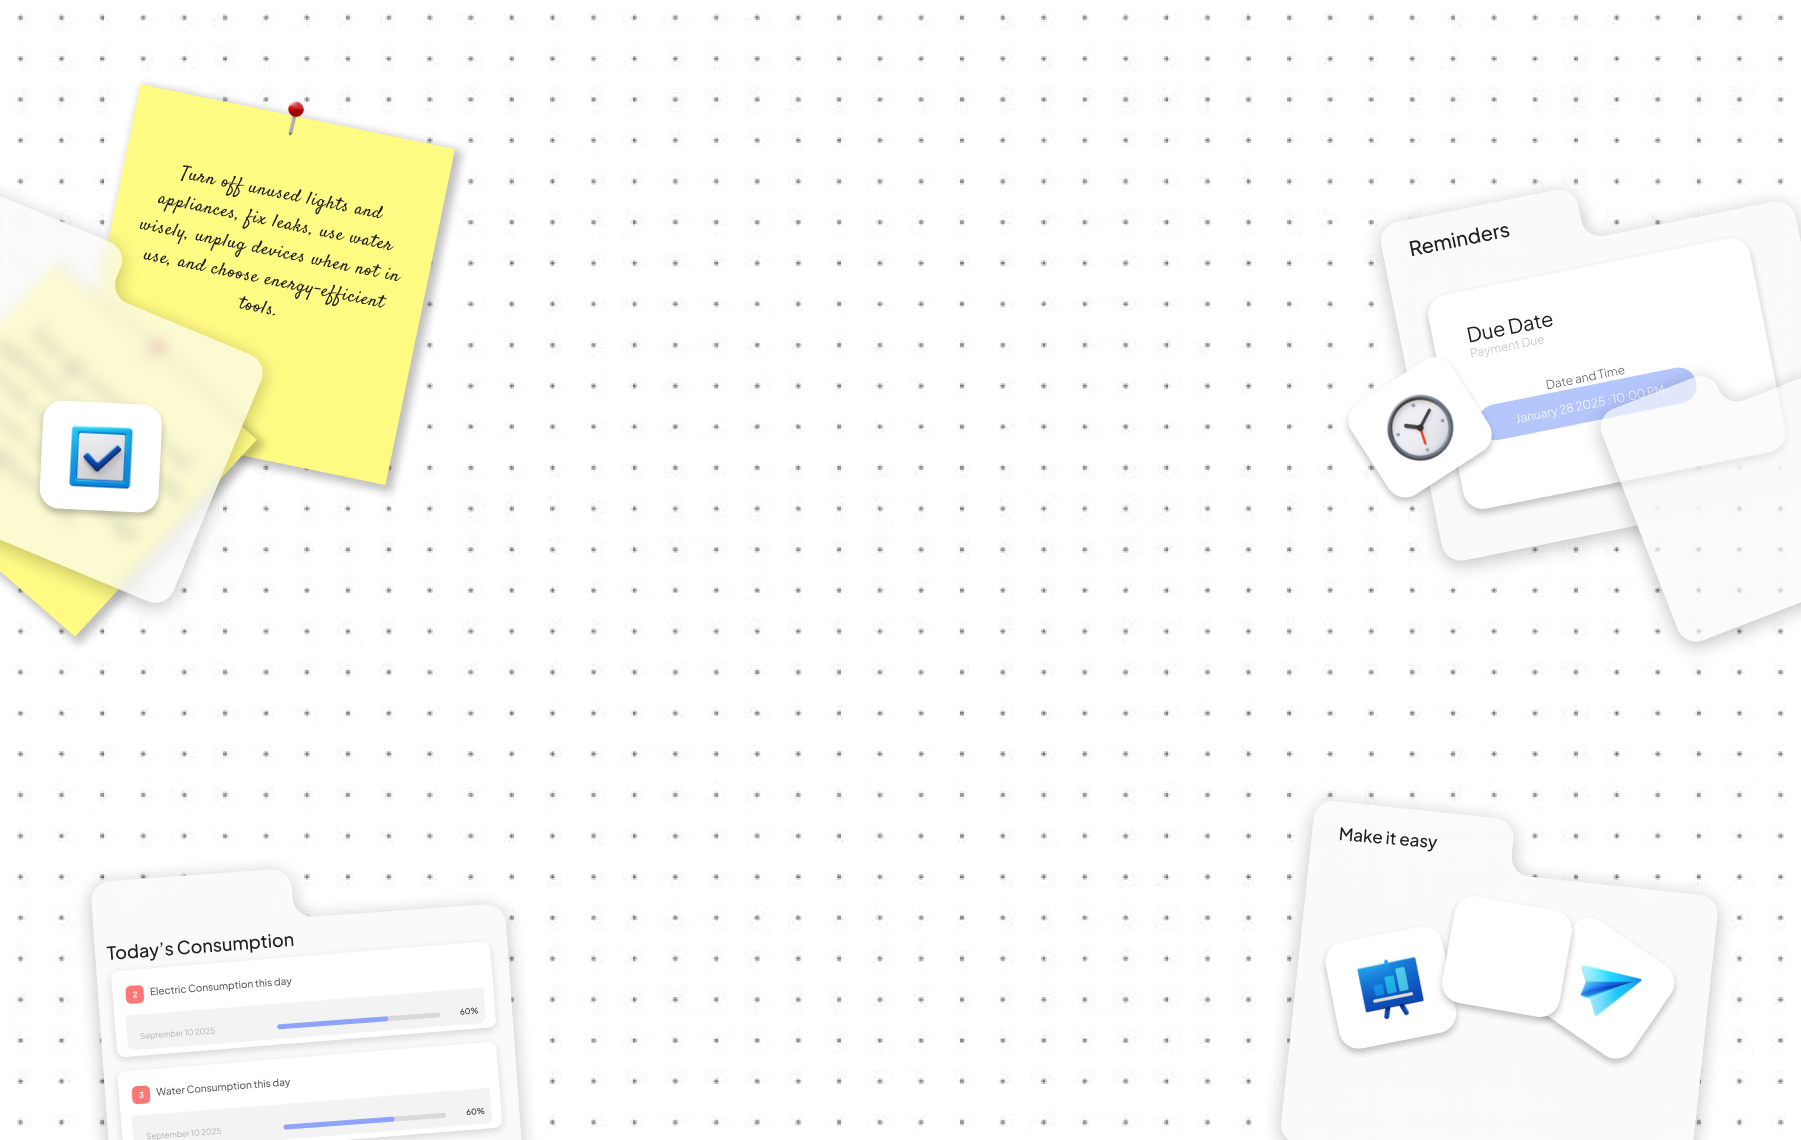 Turn off unused lights and
appliances, fix leaks, use water
wisely, unplug devices when not in
use, and choose energy-efficient
tools.
Reminders
Due Date
Payment Due
Date and Time
January 28 2025 : 10:00 PM
Make it easy
Today's Consumption
2 Electric Consumption this day
September 10 2025 60%
3 Water Consumption this day
September 10 2025 60%